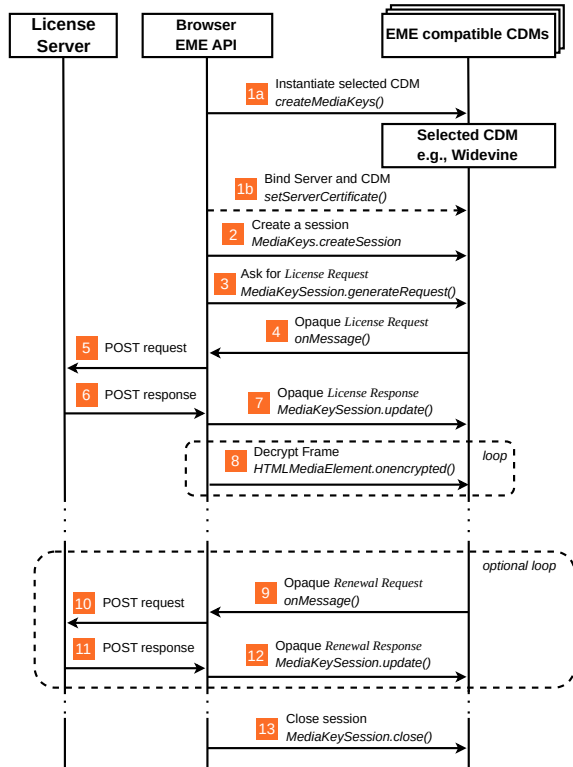 License
Server
Browser
EME API
EME compatible CDMs
1a
Instantiate selected CDM
createMediaKeys()
Selected CDM
e.g., Widevine
1b
Bind Server and CDM
setServerCertificate()
2
Create a session
MediaKeys.createSession
3
Ask for License Request
MediaKeySession.generateRequest()
4
Opaque License Request
onMessage()
5
POST request
6
POST response
7
Opaque License Response
MediaKeySession.update()
8
Decrypt Frame
HTMLMediaElement.onencrypted()
loop
optional loop
9
Opaque Renewal Request
onMessage()
10
POST request
11
POST response
12
Opaque Renewal Response
MediaKeySession.update()
13
Close session
MediaKeySession.close()